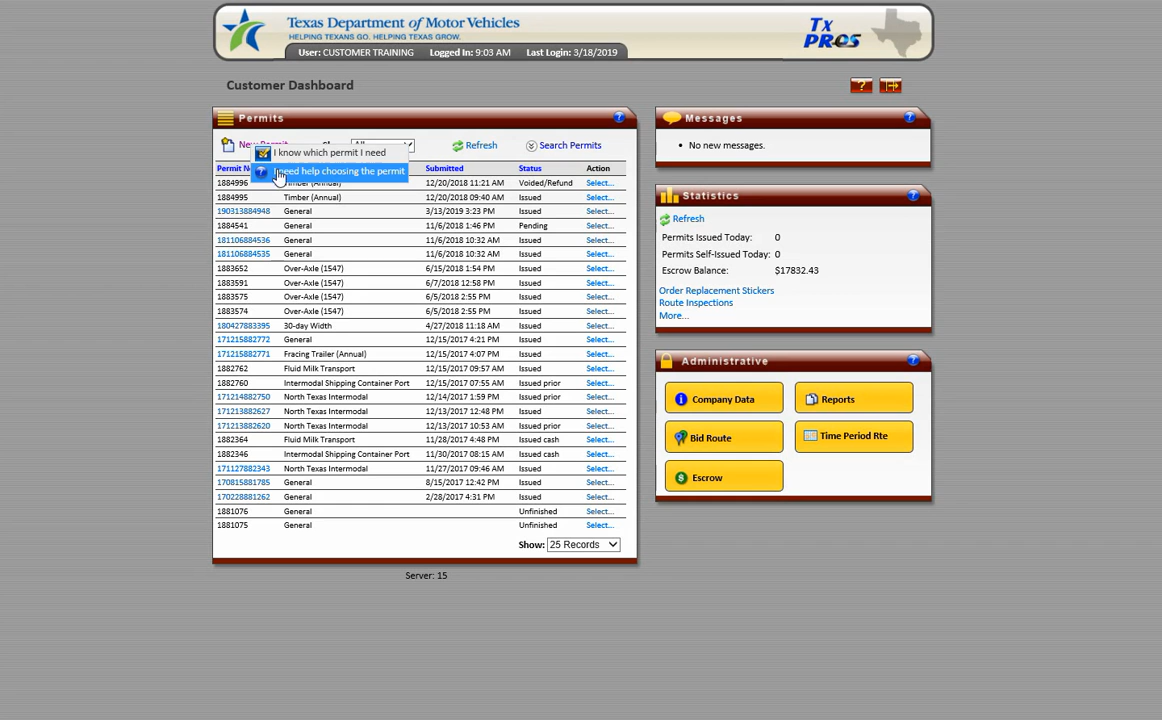 Texas Department of Motor Vehicles
HELPING TEXANS GO. HELPING TEXAS GROW.
Tx PROS
User: CUSTOMER TRAINING Logged In: 9:03 AM Last Login: 3/18/2019
Customer Dashboard
?
Permits ?
New Permit All
Refresh Search Permits
I know which permit I need
need help choosing the permit
Permit Submitted Status Action
1884996 Timber (Annual) 12/20/2018 11:21 AM Voided/Refund Select...
1884995 Timber (Annual) 12/20/2018 09:40 AM Issued Select...
190313884948 General 3/13/2019 3:23 PM Issued Select...
1884541 General 11/6/2018 1:46 PM Pending Select...
181106884536 General 11/6/2018 10:32 AM Issued Select...
181106884535 General 11/6/2018 10:32 AM Issued Select...
1883652 Over-Axle (1547) 6/15/2018 1:54 PM Issued Select...
1883591 Over-Axle (1547) 6/7/2018 12:58 PM Issued Select...
1883575 Over-Axle (1547) 6/5/2018 2:55 PM Issued Select...
1883574 Over-Axle (1547) 6/5/2018 2:55 PM Issued Select...
180427883395 30-day Width 4/27/2018 11:18 AM Issued Select...
171215882772 General 12/15/2017 4:21 PM Issued Select...
171215882771 Fracing Trailer (Annual) 12/15/2017 4:07 PM Issued Select...
1882762 Fluid Milk Transport 12/15/2017 09:57 AM Issued Select...
1882760 Intermodal Shipping Container Port 12/15/2017 07:55 AM Issued prior Select...
171214882750 North Texas Intermodal 12/14/2017 1:59 PM Issued prior Select...
171213882627 North Texas Intermodal 12/13/2017 12:48 PM Issued prior Select...
171213882620 North Texas Intermodal 12/13/2017 10:53 AM Issued prior Select...
1882364 Fluid Milk Transport 11/28/2017 4:48 PM Issued cash Select...
1882346 Intermodal Shipping Container Port 11/30/2017 08:15 AM Issued cash Select...
171127882343 North Texas Intermodal 11/27/2017 09:46 AM Issued Select...
170815881785 General 8/15/2017 12:42 PM Issued Select...
170228881262 General 2/28/2017 4:31 PM Issued Select...
1881076 General Unfinished Select...
1881075 General Unfinished Select...
Show: 25 Records
Messages ?
No new messages.
Statistics ?
Refresh
Permits Issued Today: 0
Permits Self-Issued Today: 0
Escrow Balance: $17832.43
Order Replacement Stickers
Route Inspections
More...
Administrative ?
Company Data Reports
Bid Route Time Period Rte
Escrow
Server: 15